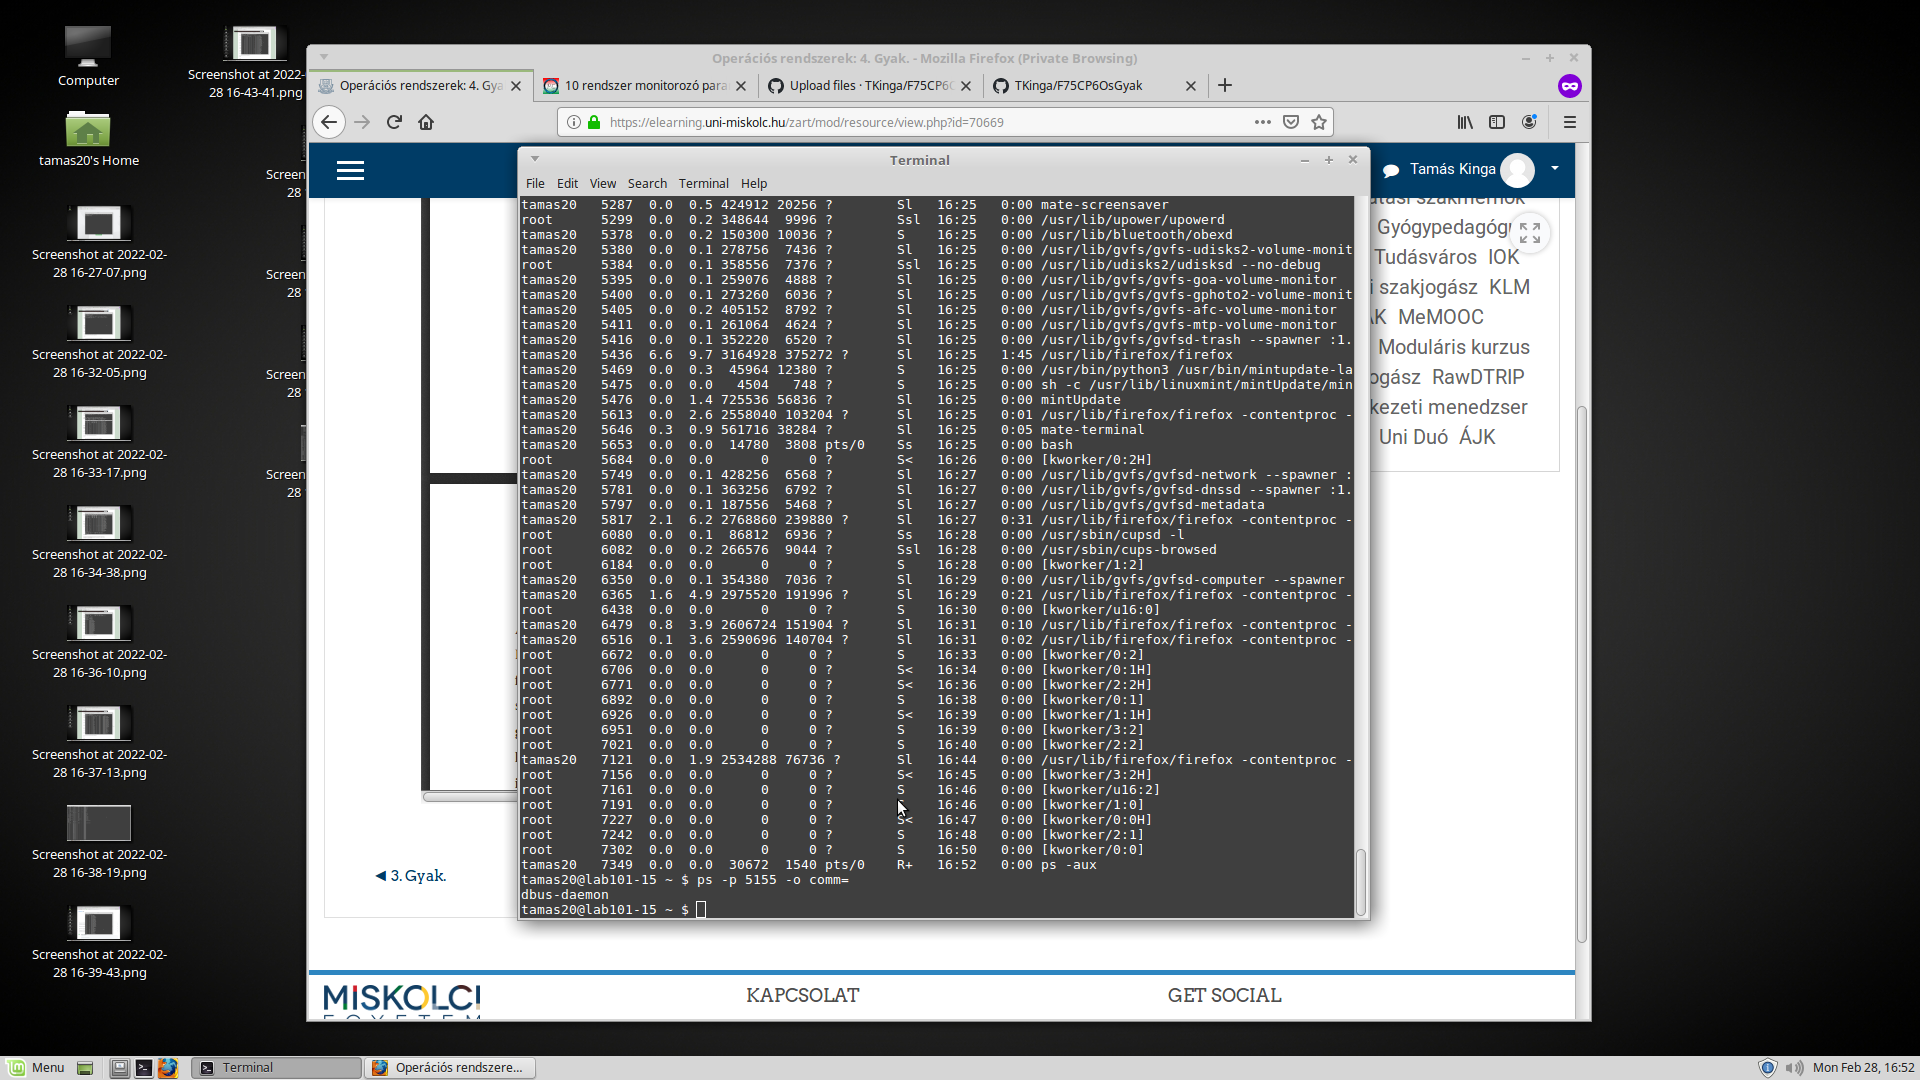 Computer
tamas20's Home
Screenshot at 2022-02-
28 16-27-07.png
Screenshot at 2022-02-
28 16-32-05.png
Screenshot at 2022-02-
28 16-33-17.png
Screenshot at 2022-02-
28 16-34-38.png
Screenshot at 2022-02-
28 16-36-10.png
Screenshot at 2022-02-
28 16-37-13.png
Screenshot at 2022-02-
28 16-38-19.png
Screenshot at 2022-02-
28 16-39-43.png
Screenshot at 2022-
28 16-43-41.png
Screen
28
Screen
28
Screen
28
Screen
28
Operációs rendszerek: 4. Gyak. - Mozilla Firefox (Private Browsing)
Operációs rendszerek: 4. Gya
10 rendszer monitorozó para
Upload files · TKinga/F75CP6
TKinga/F75CP6OsGyak
https://elearning.uni-miskolc.hu/zart/mod/resource/view.php?id=70669
Tamás Kinga
Terminal
File Edit View Search Terminal Help
tamas20 5287 0.0 0.5 424912 20256 ? Sl 16:25 0:00 mate-screensaver
root 5299 0.0 0.2 348644 9996 ? Ssl 16:25 0:00 /usr/lib/upower/upowerd
tamas20 5378 0.0 0.2 150300 10036 ? S 16:25 0:00 /usr/lib/bluetooth/obexd
tamas20 5380 0.0 0.1 278756 7436 ? Sl 16:25 0:00 /usr/lib/gvfs/gvfs-udisks2-volume-monit
root 5384 0.0 0.1 358556 7376 ? Ssl 16:25 0:00 /usr/lib/udisks2/udisksd --no-debug
tamas20 5395 0.0 0.1 259076 4888 ? Sl 16:25 0:00 /usr/lib/gvfs/gvfs-goa-volume-monitor
tamas20 5400 0.0 0.1 273260 6036 ? Sl 16:25 0:00 /usr/lib/gvfs/gvfs-gphoto2-volume-monit
tamas20 5405 0.0 0.2 405152 8792 ? Sl 16:25 0:00 /usr/lib/gvfs/gvfs-afc-volume-monitor
tamas20 5411 0.0 0.1 261064 4624 ? Sl 16:25 0:00 /usr/lib/gvfs/gvfs-mtp-volume-monitor
tamas20 5416 0.0 0.1 352220 6520 ? Sl 16:25 0:00 /usr/lib/gvfs/gvfsd-trash --spawner :1.
tamas20 5436 6.6 9.7 3164928 375272 ? Sl 16:25 1:45 /usr/lib/firefox/firefox
tamas20 5469 0.0 0.3 45964 12380 ? S 16:25 0:00 /usr/bin/python3 /usr/bin/mintupdate-la
tamas20 5475 0.0 0.0 4504 748 ? S 16:25 0:00 sh -c /usr/lib/linuxmint/mintUpdate/min
tamas20 5476 0.0 1.4 725536 56836 ? Sl 16:25 0:00 mintUpdate
tamas20 5613 0.0 2.6 2558040 103204 ? Sl 16:25 0:01 /usr/lib/firefox/firefox -contentproc -
tamas20 5646 0.3 0.9 561716 38284 ? Sl 16:25 0:05 mate-terminal
tamas20 5653 0.0 0.0 14780 3808 pts/0 Ss 16:25 0:00 bash
root 5684 0.0 0.0 0 0 ? S< 16:26 0:00 [kworker/0:2H]
tamas20 5749 0.0 0.1 428256 6568 ? Sl 16:27 0:00 /usr/lib/gvfs/gvfsd-network --spawner :
tamas20 5781 0.0 0.1 363256 6792 ? Sl 16:27 0:00 /usr/lib/gvfs/gvfsd-dnssd --spawner :1.
tamas20 5797 0.0 0.1 187556 5468 ? Sl 16:27 0:00 /usr/lib/gvfs/gvfsd-metadata
tamas20 5817 2.1 6.2 2768860 239880 ? Sl 16:27 0:31 /usr/lib/firefox/firefox -contentproc -
root 6080 0.0 0.1 86812 6936 ? Ss 16:28 0:00 /usr/sbin/cupsd -l
root 6082 0.0 0.2 266576 9044 ? Ssl 16:28 0:00 /usr/sbin/cups-browsed
root 6184 0.0 0.0 0 0 ? S 16:28 0:00 [kworker/1:2]
tamas20 6350 0.0 0.1 354380 7036 ? Sl 16:29 0:00 /usr/lib/gvfs/gvfsd-computer --spawner
tamas20 6365 1.6 4.9 2975520 191996 ? Sl 16:29 0:21 /usr/lib/firefox/firefox -contentproc -
root 6438 0.0 0.0 0 0 ? S 16:30 0:00 [kworker/u16:0]
tamas20 6479 0.8 3.9 2606724 151904 ? Sl 16:31 0:10 /usr/lib/firefox/firefox -contentproc -
tamas20 6516 0.1 3.6 2590696 140704 ? Sl 16:31 0:02 /usr/lib/firefox/firefox -contentproc -
root 6672 0.0 0.0 0 0 ? S 16:33 0:00 [kworker/0:2]
root 6706 0.0 0.0 0 0 ? S< 16:34 0:00 [kworker/0:1H]
root 6771 0.0 0.0 0 0 ? S< 16:36 0:00 [kworker/2:2H]
root 6892 0.0 0.0 0 0 ? S 16:38 0:00 [kworker/0:1]
root 6926 0.0 0.0 0 0 ? S< 16:39 0:00 [kworker/1:1H]
root 6951 0.0 0.0 0 0 ? S 16:39 0:00 [kworker/3:2]
root 7021 0.0 0.0 0 0 ? S 16:40 0:00 [kworker/2:2]
tamas20 7121 0.0 1.9 2534288 76736 ? Sl 16:44 0:00 /usr/lib/firefox/firefox -contentproc -
root 7156 0.0 0.0 0 0 ? S< 16:45 0:00 [kworker/3:2H]
root 7161 0.0 0.0 0 0 ? S 16:46 0:00 [kworker/u16:2]
root 7191 0.0 0.0 0 0 ? S 16:46 0:00 [kworker/1:0]
root 7227 0.0 0.0 0 0 ? S< 16:47 0:00 [kworker/0:0H]
root 7242 0.0 0.0 0 0 ? S 16:48 0:00 [kworker/2:1]
root 7302 0.0 0.0 0 0 ? S 16:50 0:00 [kworker/0:0]
tamas20 7349 0.0 0.0 30672 1540 pts/0 R+ 16:52 0:00 ps -aux
tamas20@lab101-15 ~ $ ps -p 5155 -o comm=
dbus-daemon
tamas20@lab101-15 ~ $
Gyógypedagóg
Tudásváros IOK
i szakjogász KLM
MeMOOC
Moduláris kurzus
ogász RawDTRIP
kezeti menedzser
Uni Duó ÁJK
◀ 3. Gyak.
MISKOLCI
KAPCSOLAT
GET SOCIAL
Menu
Terminal
Operációs rendszere...
Mon Feb 28, 16:52